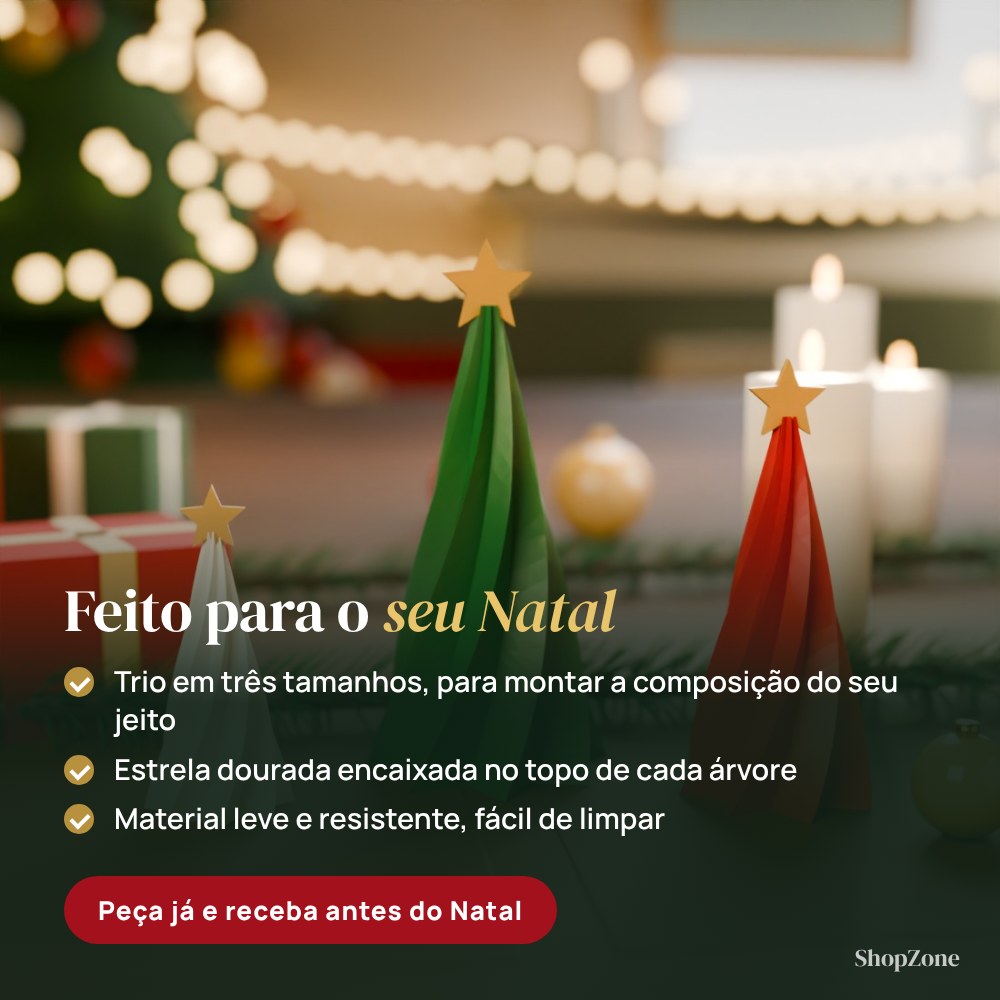 Feito para o seu Natal
Trio em três tamanhos, para montar a composição do seu
jeito
Estrela dourada encaixada no topo de cada árvore
Material leve e resistente, fácil de limpar
Peça já e receba antes do Natal
ShopZone